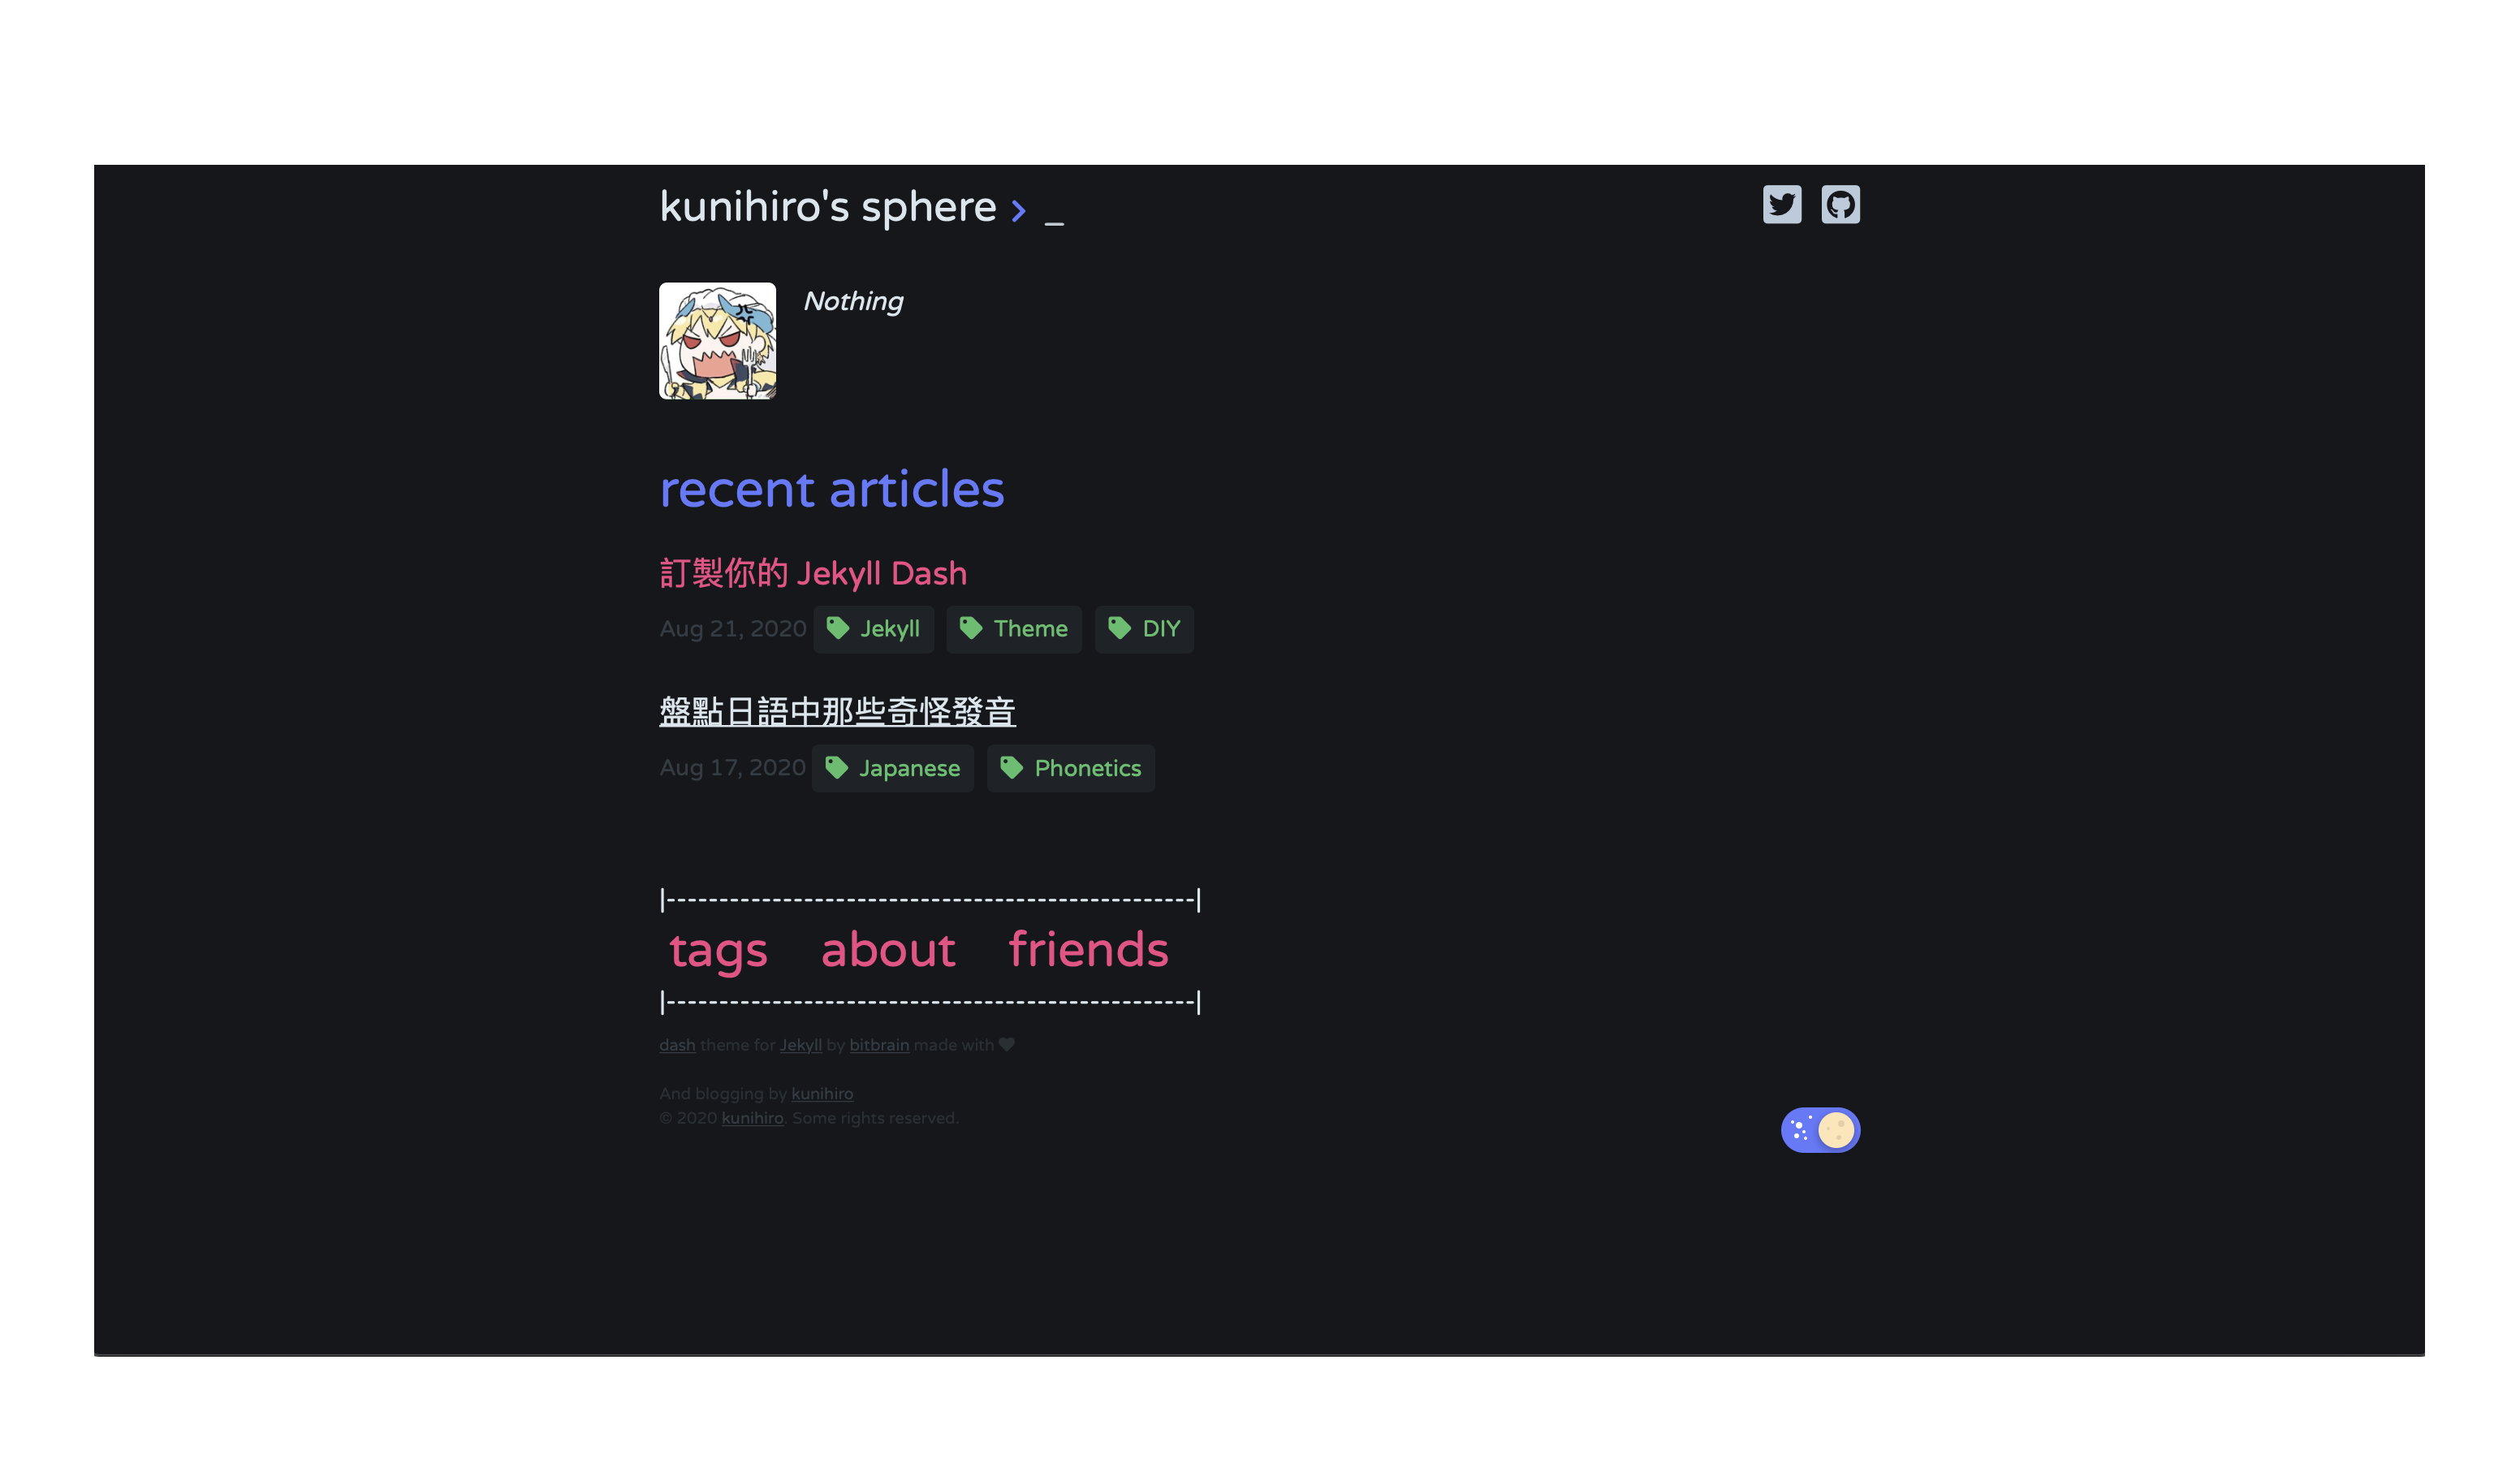 kunihiro's sphere > _
Nothing
recent articles
訂製你的 Jekyll Dash
Aug 21, 2020 Jekyll Theme DIY
盤點日語中那些奇怪發音
Aug 17, 2020 Japanese Phonetics
|--------------------------------------------------|
tags about friends
|--------------------------------------------------|
dash theme for Jekyll by bitbrain made with ♥
And blogging by kunihiro
© 2020 kunihiro. Some rights reserved.